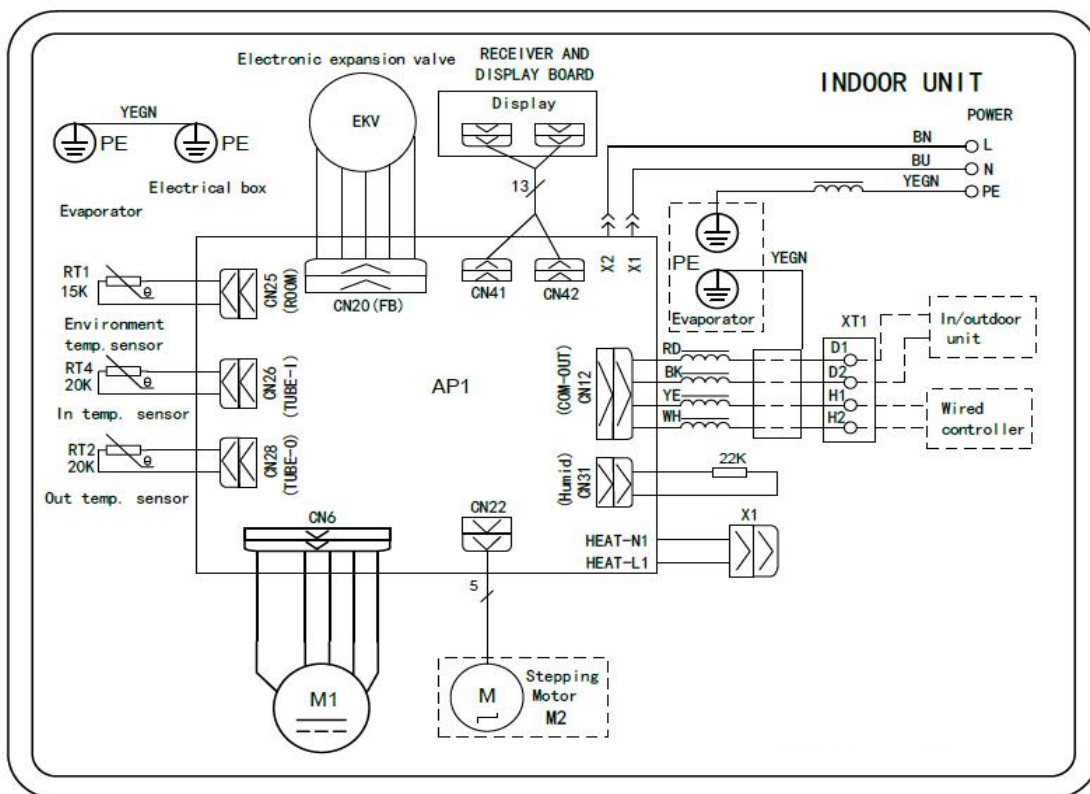 INDOOR UNIT
POWER
BN
L
BU
N
YEGN
PE
Electronic expansion valve
EKV
RECEIVER AND
DISPLAY BOARD
Display
13
YEGN
PE
PE
Electrical box
Evaporator
RT1
15K
θ
CN25
(ROOM)
Environment
temp.sensor
RT4
20K
θ
CN26
(TUBE-I)
In temp. sensor
RT2
20K
θ
CN28
(TUBE-O)
Out temp. sensor
CN20(FB)
CN41
CN42
X2
X1
PE
YEGN
Evaporator
AP1
(COM-OUT)
CN12
RD
BK
YE
WH
XT1
D1
D2
H1
H2
In/outdoor
unit
Wired
controller
(Humid)
CN31
22K
HEAT-N1
HEAT-L1
X1
CN6
CN22
5
M1
M
Stepping
Motor
M2